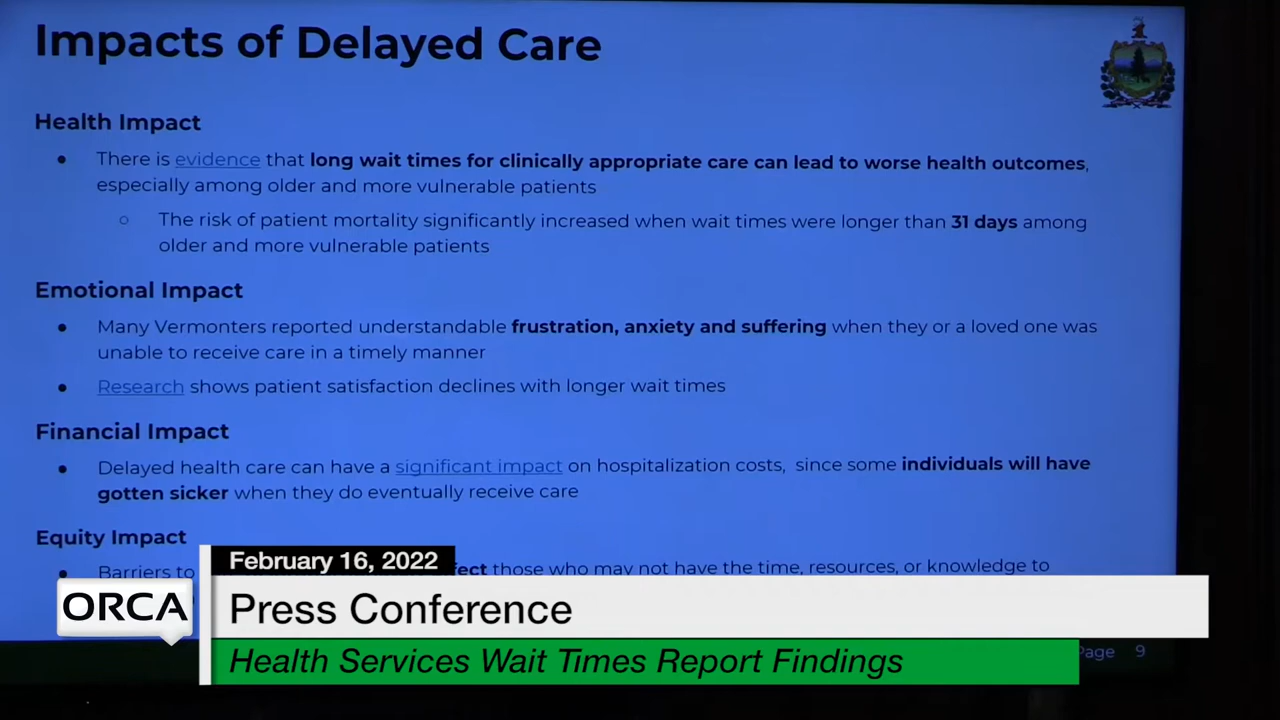 Impacts of Delayed Care
Health Impact
● There is evidence that long wait times for clinically appropriate care can lead to worse health outcomes,
especially among older and more vulnerable patients
○ The risk of patient mortality significantly increased when wait times were longer than 31 days among
older and more vulnerable patients
Emotional Impact
● Many Vermonters reported understandable frustration, anxiety and suffering when they or a loved one was
unable to receive care in a timely manner
● Research shows patient satisfaction declines with longer wait times
Financial Impact
● Delayed health care can have a significant impact on hospitalization costs, since some individuals will have
gotten sicker when they do eventually receive care
Equity Impact
● Barriers to those who may not have the time, resources, or knowledge to
February 16, 2022
ORCA
Press Conference
Health Services Wait Times Report Findings
Page 9